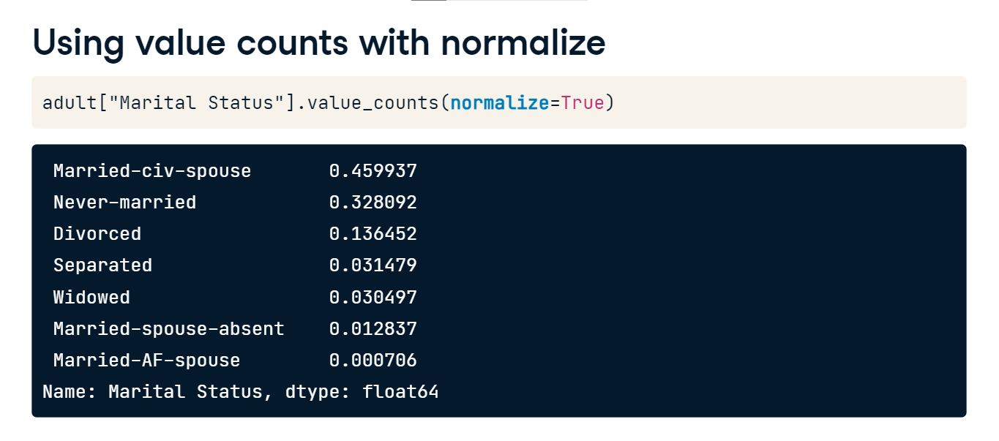 Using value counts with normalize
adult["Marital Status"].value_counts(normalize=True)
Married-civ-spouse 0.459937
Never-married 0.328092
Divorced 0.136452
Separated 0.031479
Widowed 0.030497
Married-spouse-absent 0.012837
Married-AF-spouse 0.000706
Name: Marital Status, dtype: float64